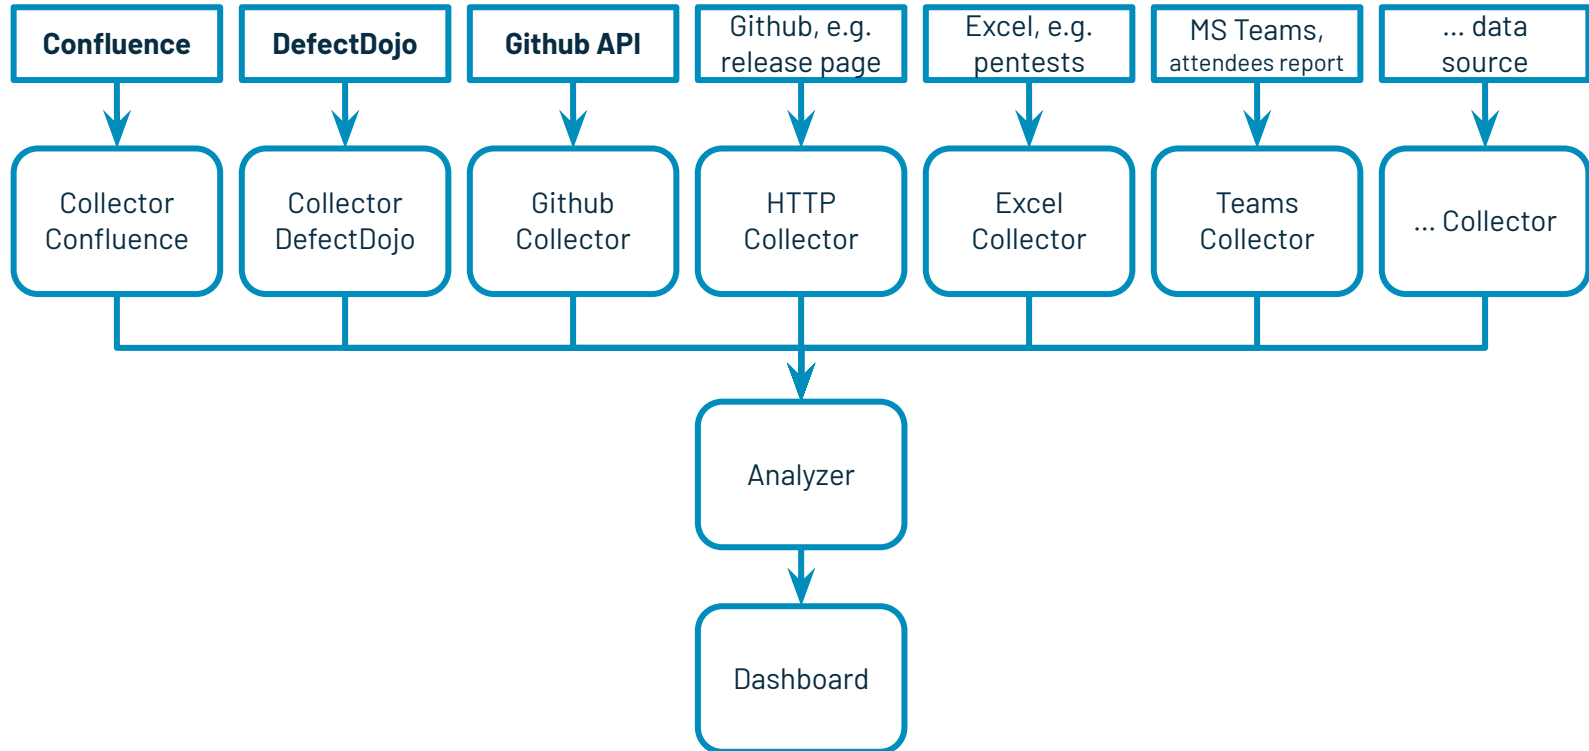 Confluence
DefectDojo
Github API
Github, e.g.
release page
Excel, e.g.
pentests
MS Teams,
attendees report
... data
source
Collector
Confluence
Collector
DefectDojo
Github
Collector
HTTP
Collector
Excel
Collector
Teams
Collector
... Collector
Analyzer
Dashboard